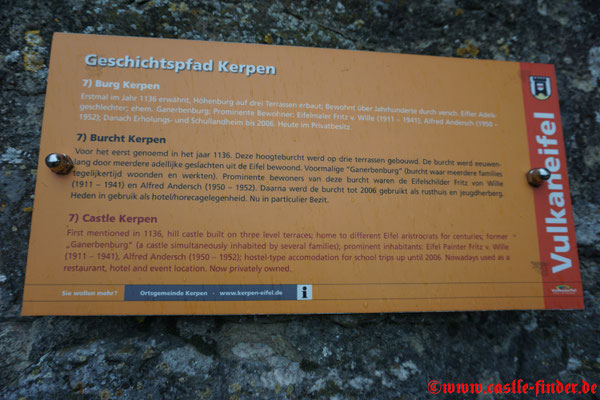 Geschichtspfad Kerpen
7) Burg Kerpen
Erstmal im Jahr 1136 erwähnt, Höhenburg auf drei Terrassen erbaut; Bewohnt über Jahrhunderte durch versch. Eifler Adels-
geschlechter; ehem. Ganerbenburg; Prominente Bewohner: Eifelmaler Fritz v. Wille (1911 – 1941), Alfred Andersch (1950 –
1952); Danach Erholungs- und Schullandheim bis 2006. Heute im Privatbesitz.
7) Burcht Kerpen
Voor het eerst genoemd in het jaar 1136. Deze hoogteburcht werd op drie terrassen gebouwd. De burcht werd eeuwen-
lang door meerdere adellijke geslachten uit de Eifel bewoond. Voormalige "Ganerbenburg" (burcht waar meerdere families
tegelijkertijd woonden en werkten). Prominente bewoners van deze burcht waren de Eifelschilder Fritz von Wille
(1911 – 1941) en Alfred Andersch (1950 – 1952). Daarna werd de burcht tot 2006 gebruikt als rusthuis en jeugdherberg.
Heden in gebruik als hotel/horecagelegenheid. Nu in particulier Bezit.
7) Castle Kerpen
First mentioned in 1136, hill castle built on three level terraces; home to different Eifel aristrocrats for centuries; former
„Ganerbenburg" (a castle simultaneously inhabited by several families); prominent inhabitants: Eifel Painter Fritz v. Wille
(1911 – 1941), Alfred Andersch (1950 – 1952); hostel-type accomodation for school trips up until 2006. Nowadays used as a
restaurant, hotel and event location. Now privately owned.
Sie wollen mehr? Ortsgemeinde Kerpen - www.kerpen-eifel.de i
Vulkaneifel
©www.castle-finder.de